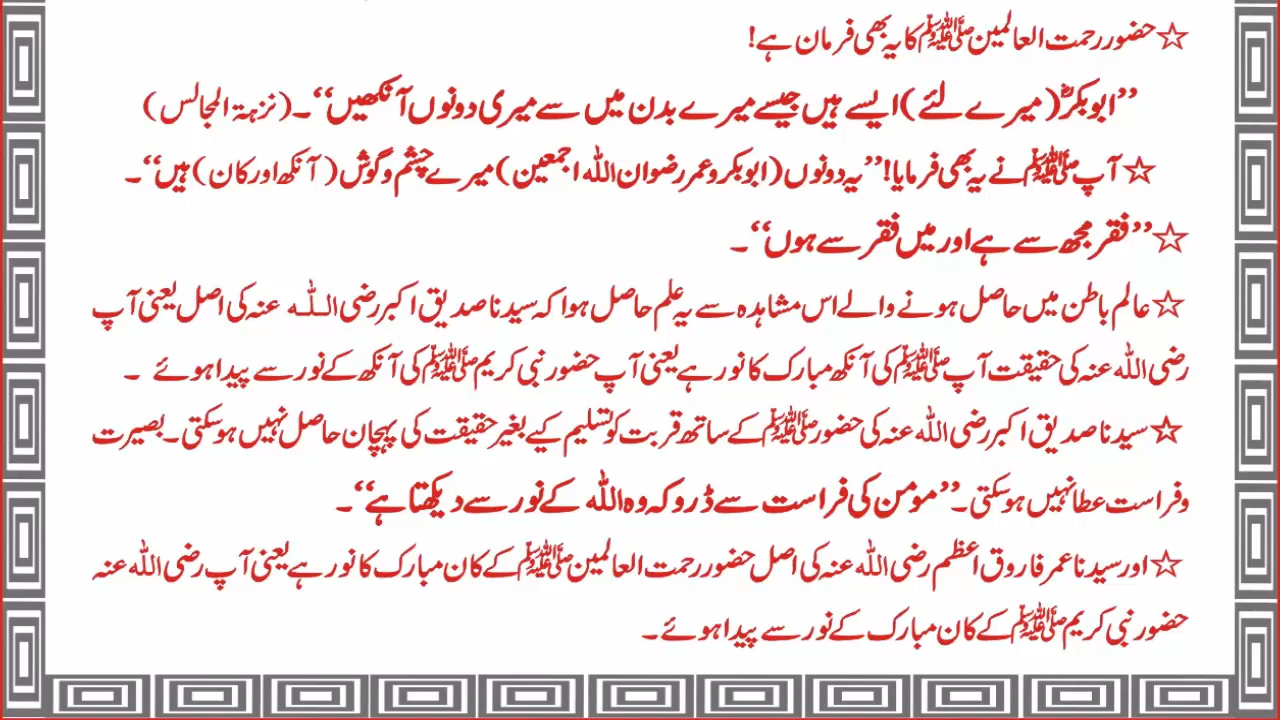 ☆ حضور رحمت العالمین ﷺ کا یہ بھی فرمان ہے!
’’ابوبکرؓ (میرے لئے) ایسے ہیں جیسے میرے بدن میں سے میری دونوں آنکھیں‘‘۔ (نزہۃ المجالس)
☆ آپ ﷺ نے یہ بھی فرمایا! ’’یہ دونوں (ابوبکر و عمر رضوان اللہ اجمعین) میرے چشم و گوش (آنکھ اور کان) ہیں‘‘۔
☆ ’’فقر مجھ سے ہے اور میں فقر سے ہوں‘‘۔
☆ عالم باطن میں حاصل ہونے والے اس مشاہدہ سے یہ علم حاصل ہوا کہ سیدنا صدیق اکبر رضی اللہ عنہ کی اصل یعنی آپ
رضی اللہ عنہ کی حقیقت آپ ﷺ کی آنکھ مبارک کا نور ہے یعنی آپ حضور نبی کریم ﷺ کی آنکھ کے نور سے پیدا ہوئے ۔
☆ سیدنا صدیق اکبر رضی اللہ عنہ کی حضور ﷺ کے ساتھ قربت کو تسلیم کیے بغیر حقیقت کی پہچان حاصل نہیں ہو سکتی۔ بصیرت
و فراست عطا نہیں ہو سکتی۔ ’’مومن کی فراست سے ڈرو کہ وہ اللہ کے نور سے دیکھتا ہے‘‘۔
☆ اور سیدنا عمر فاروق اعظم رضی اللہ عنہ کی اصل حضور رحمت العالمین ﷺ کے کان مبارک کا نور ہے یعنی آپ رضی اللہ عنہ
حضور نبی کریم ﷺ کے کان مبارک کے نور سے پیدا ہوئے۔